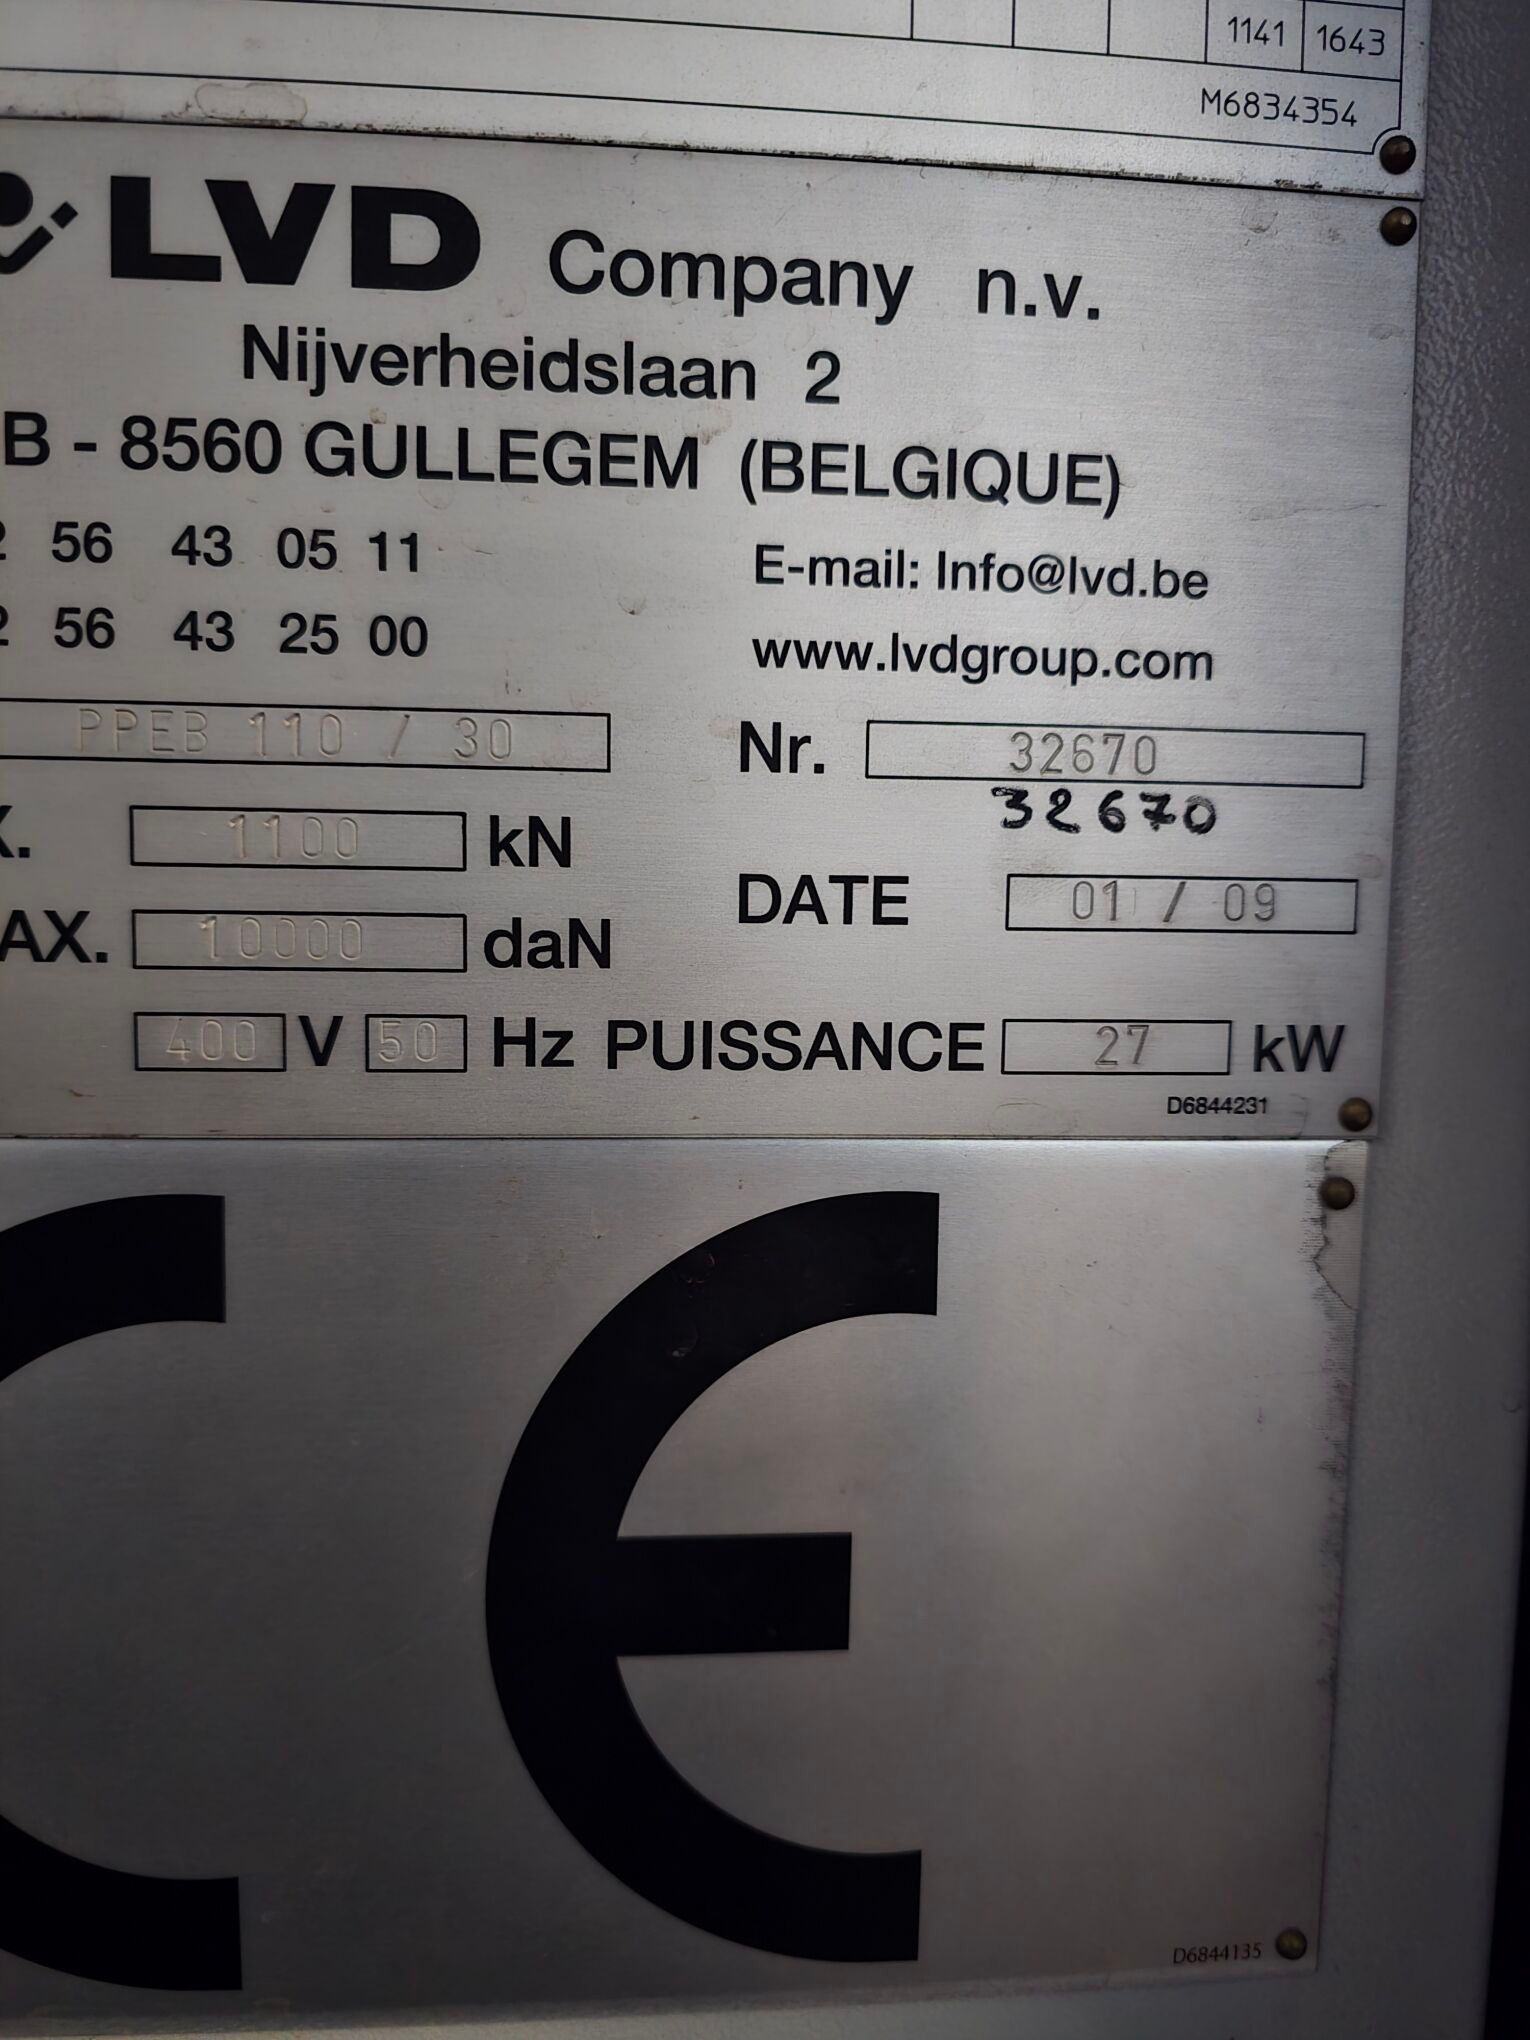 1141 1643
M6834354
LVD Company n.v.
Nijverheidslaan 2
B - 8560 GULLEGEM (BELGIQUE)
56 43 05 11 E-mail: Info@lvd.be
56 43 25 00 www.lvdgroup.com
PPEB 110 / 30 Nr. 32670
32670
1100 kN
DATE 01 / 09
10000 daN
400 V 50 Hz PUISSANCE 27 kW
D6844231
CE
D6844135